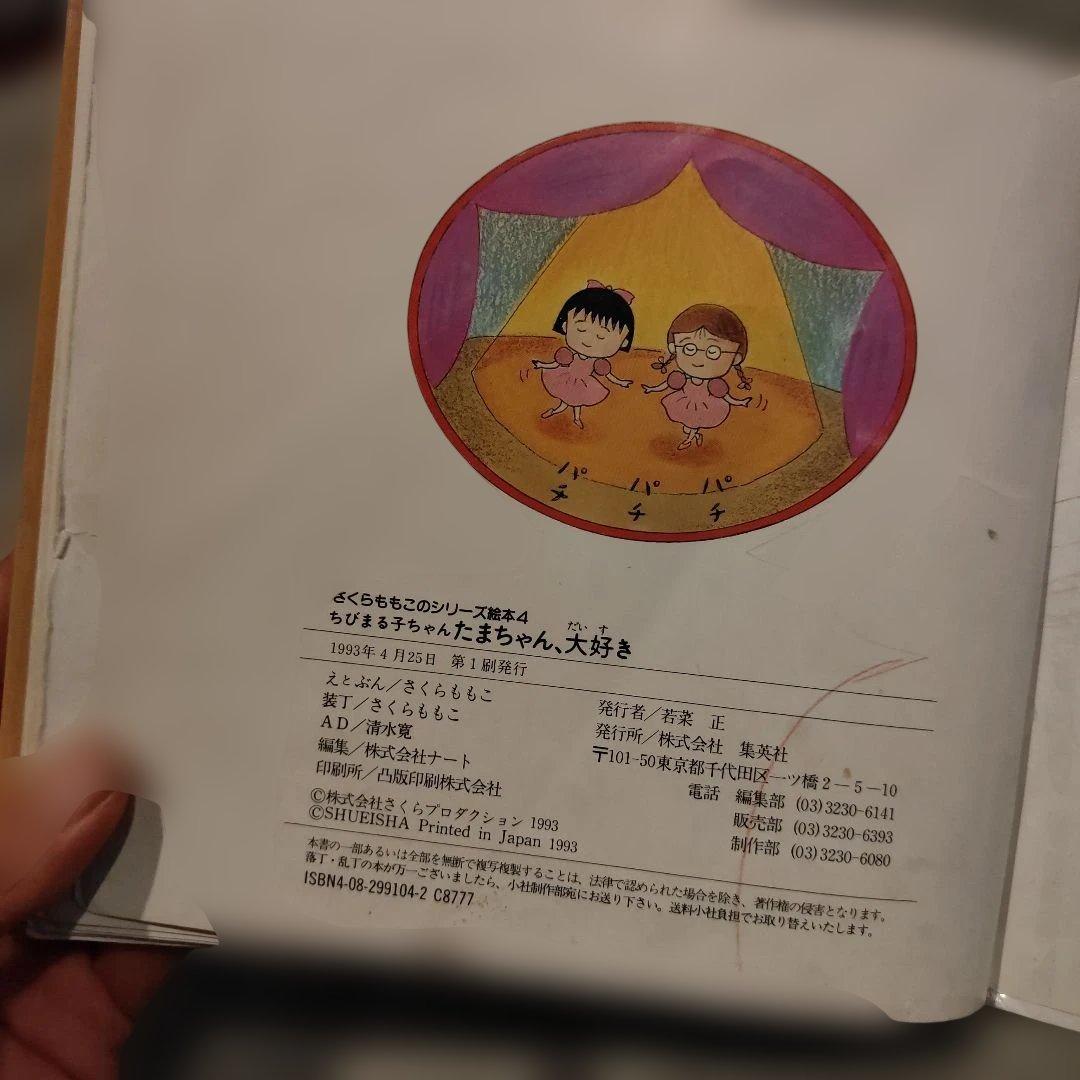 パチ パチ パチ
さくらももこのシリーズ絵本4
だいす
ちびまる子ちゃんたまちゃん、大好き
1993年4月25日 第1刷発行
えとぶん/さくらももこ
装丁/さくらももこ
AD/清水寛
編集/株式会社ナート
印刷所/凸版印刷株式会社
©株式会社さくらプロダクション 1993
©SHUEISHA Printed in Japan 1993
発行者/若菜 正
発行所/株式会社 集英社
〒101-50東京都千代田区一ツ橋2-5-10
電話 編集部 (03)3230-6141
販売部 (03)3230-6393
制作部 (03)3230-6080
本書の一部あるいは全部を無断で複写複製することは、法律で認められた場合を除き、著作権の侵害となります。
落丁・乱丁の本が万一ございましたら、小社制作部宛にお送り下さい。送料小社負担でお取り替えいたします。
ISBN4-08-299104-2 C8777